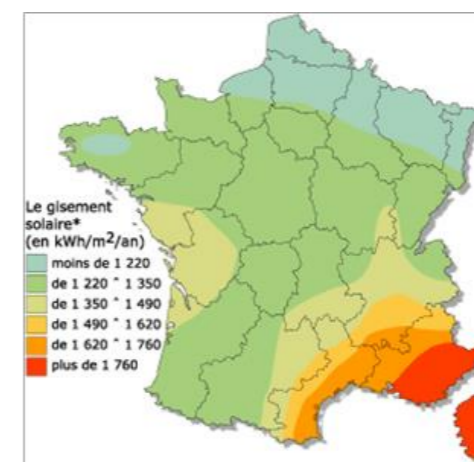 Le gisement
solaire*
(en kWh/m2/an)
moins de 1 220
de 1 220 ˆ 1 350
de 1 350 ˆ 1 490
de 1 490 ˆ 1 620
de 1 620 ˆ 1 760
plus de 1 760